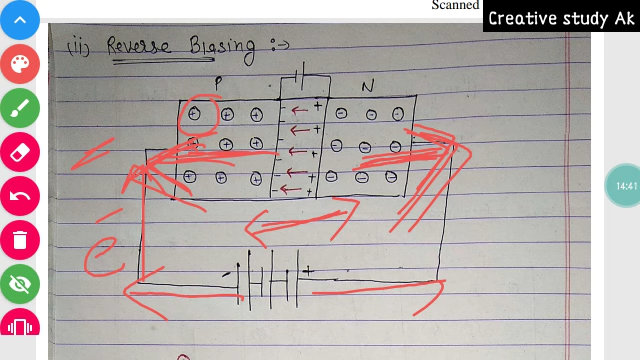 Scanned
Creative study Ak
(ii) Reverse Biasing :→
P
N
- +
e⁻
14:41